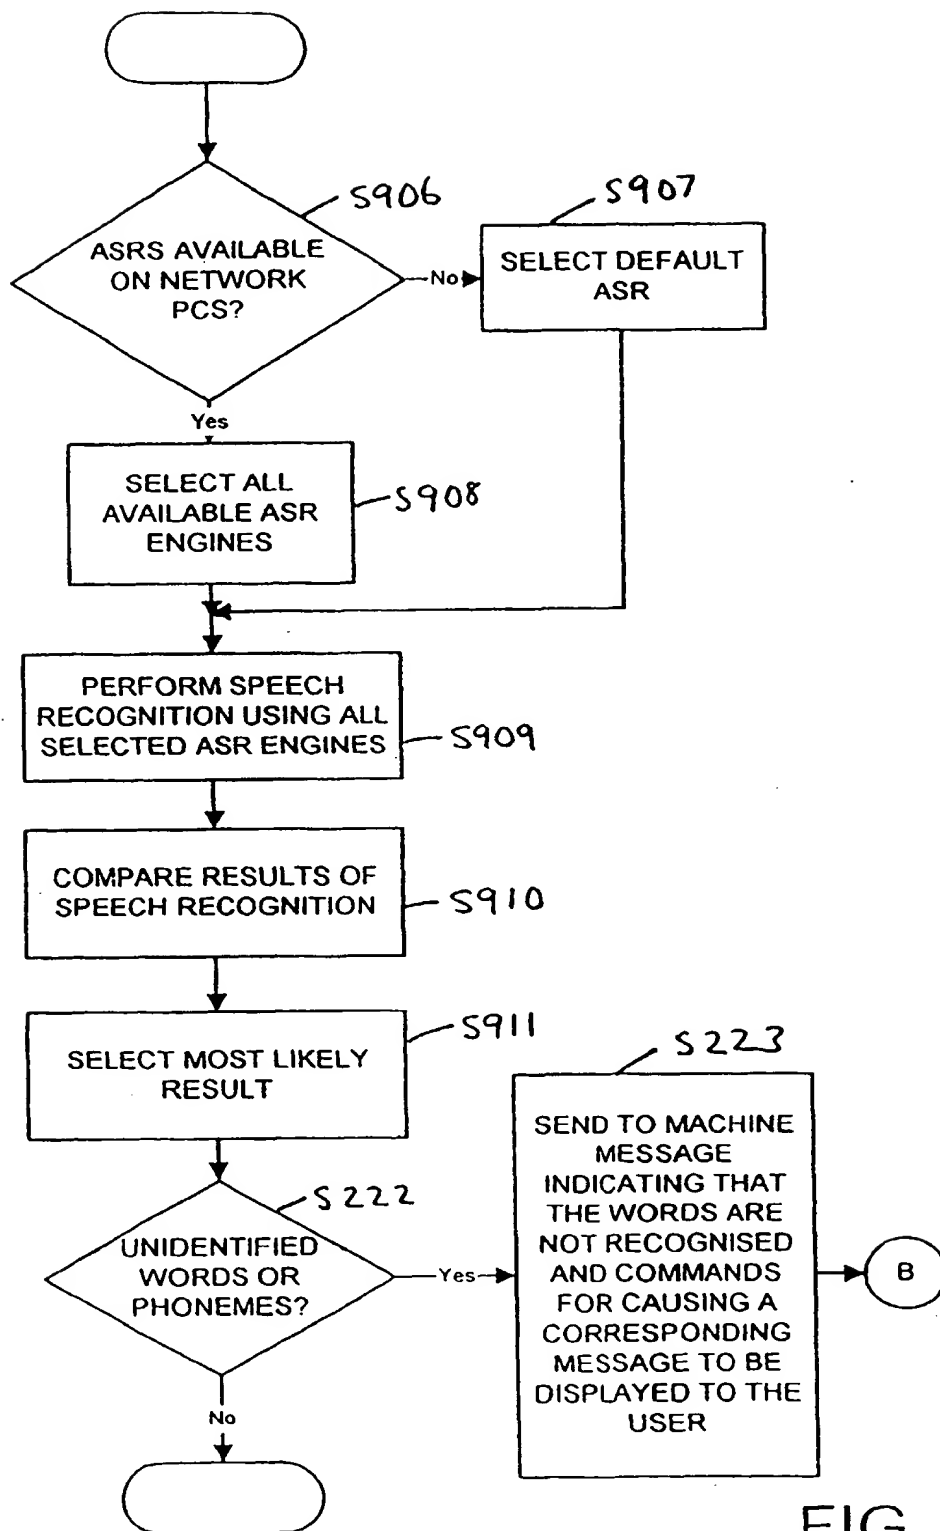 S906
ASRS AVAILABLE
ON NETWORK
PCS?
No
S907
SELECT DEFAULT
ASR
Yes
SELECT ALL
AVAILABLE ASR
ENGINES
S908
PERFORM SPEECH
RECOGNITION USING ALL
SELECTED ASR ENGINES
S909
COMPARE RESULTS OF
SPEECH RECOGNITION
S910
SELECT MOST LIKELY
RESULT
S911
S222
UNIDENTIFIED
WORDS OR
PHONEMES?
Yes
S223
SEND TO MACHINE
MESSAGE
INDICATING THAT
THE WORDS ARE
NOT RECOGNISED
AND COMMANDS
FOR CAUSING A
CORRESPONDING
MESSAGE TO BE
DISPLAYED TO THE
USER
B
No
FIG